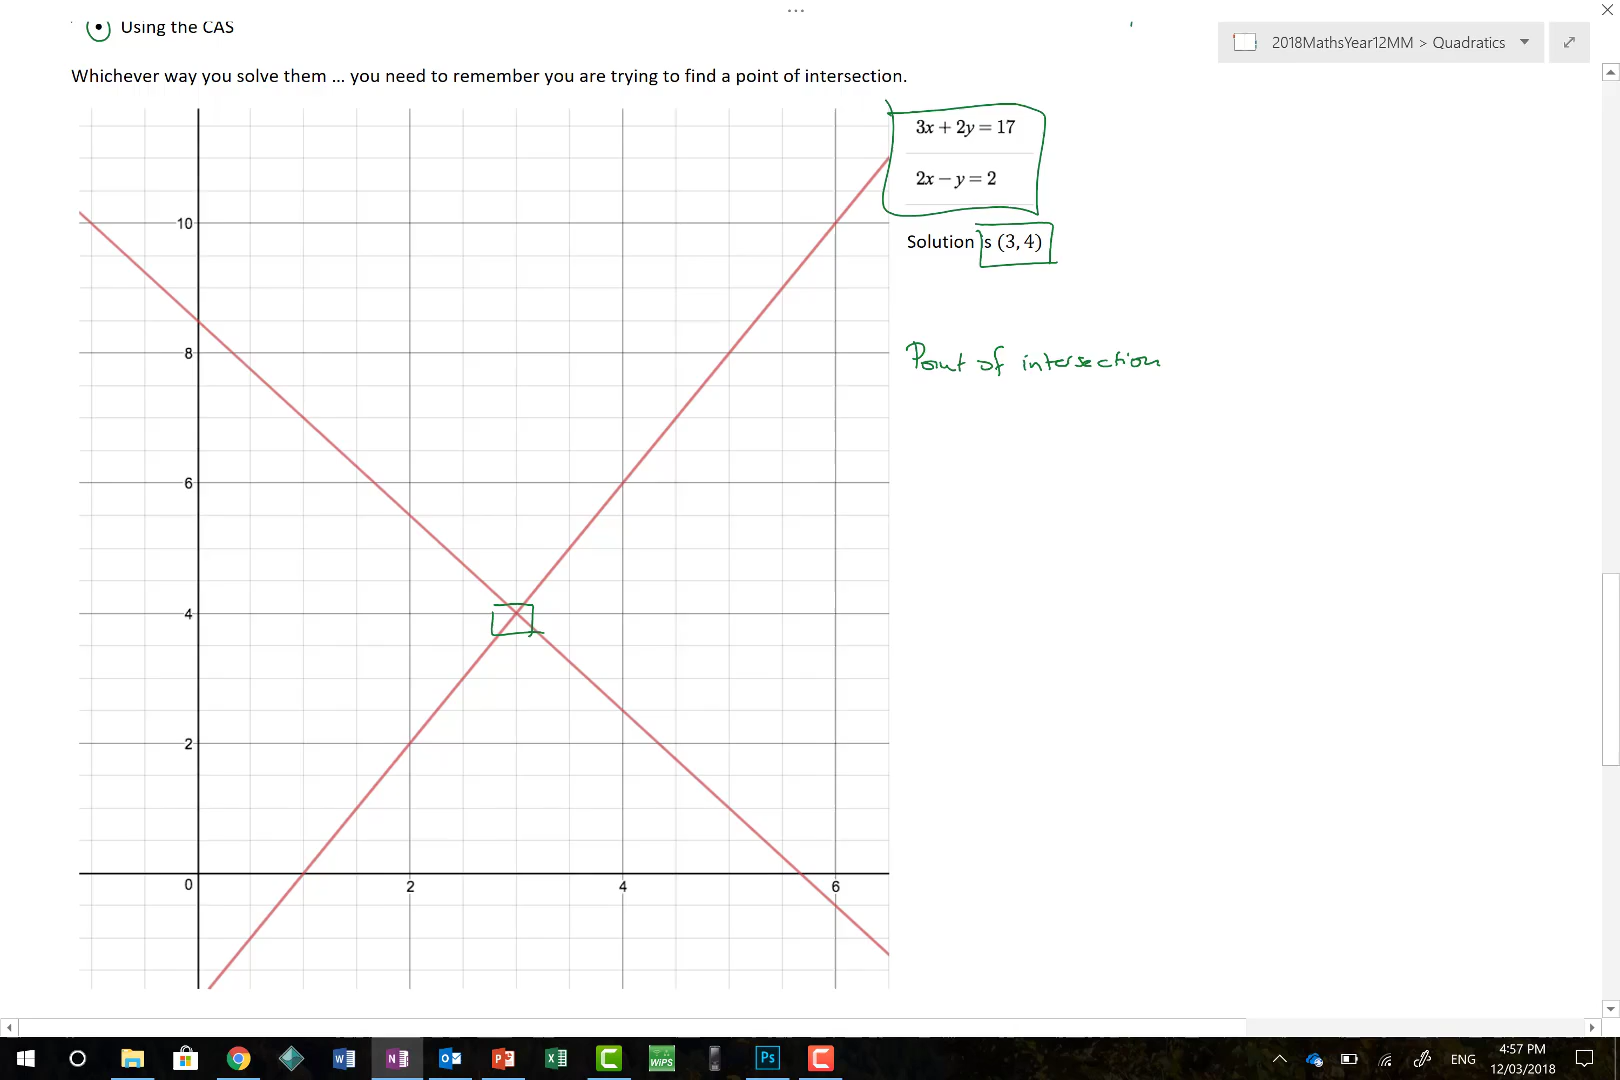 Using the CAS
2018MathsYear12MM > Quadratics
Whichever way you solve them ... you need to remember you are trying to find a point of intersection.
3x + 2y = 17
2x − y = 2
Solution is (3, 4)
Point of intersection
10
8
6
4
2
0
2
4
6
WiPS
Ps
ENG
4:57 PM
12/03/2018